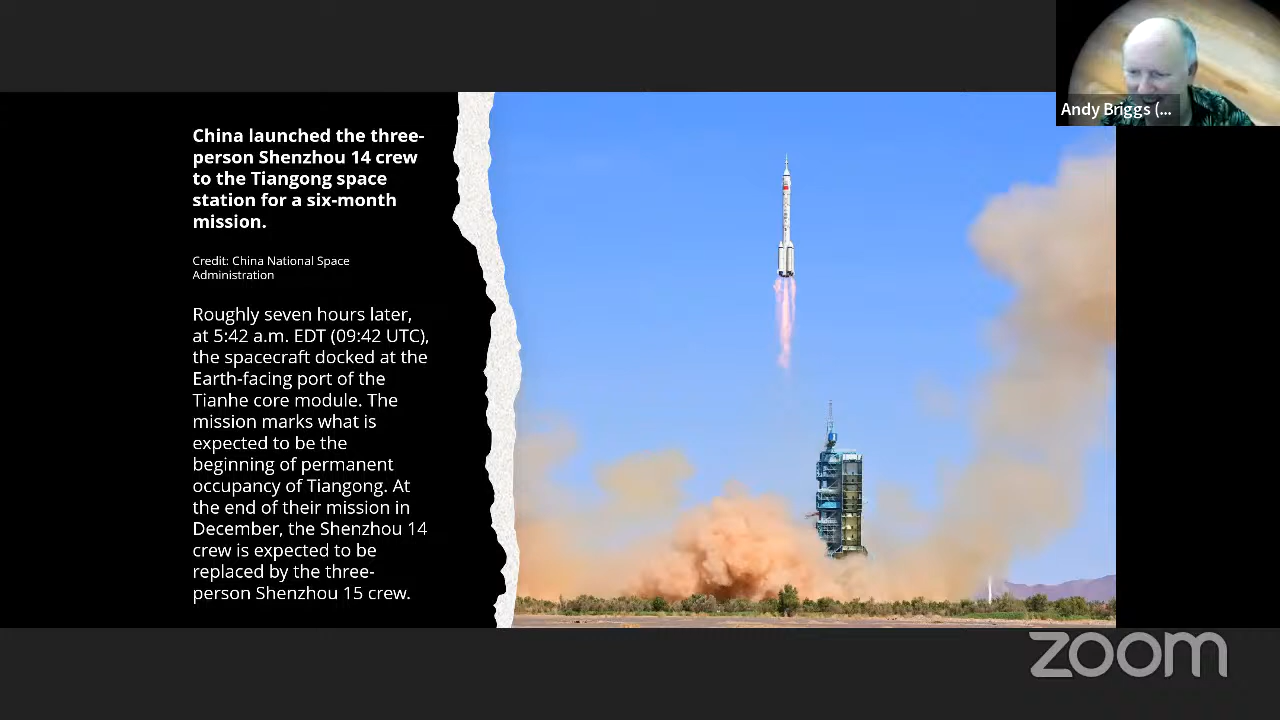 China launched the three-
person Shenzhou 14 crew
to the Tiangong space
station for a six-month
mission.
Credit: China National Space
Administration
Roughly seven hours later,
at 5:42 a.m. EDT (09:42 UTC),
the spacecraft docked at the
Earth-facing port of the
Tianhe core module. The
mission marks what is
expected to be the
beginning of permanent
occupancy of Tiangong. At
the end of their mission in
December, the Shenzhou 14
crew is expected to be
replaced by the three-
person Shenzhou 15 crew.
Andy Briggs (...
zoom